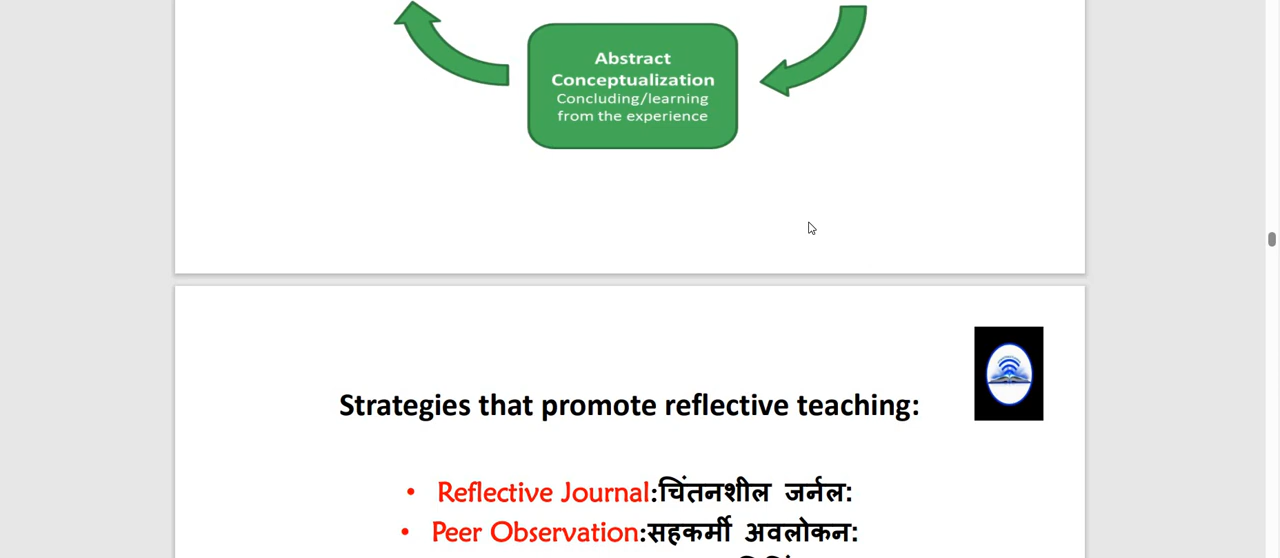 Abstract
Conceptualization
Concluding/learning
from the experience
Strategies that promote reflective teaching:
• Reflective Journal:चिंतनशील जर्नल:
• Peer Observation:सहकर्मी अवलोकन: